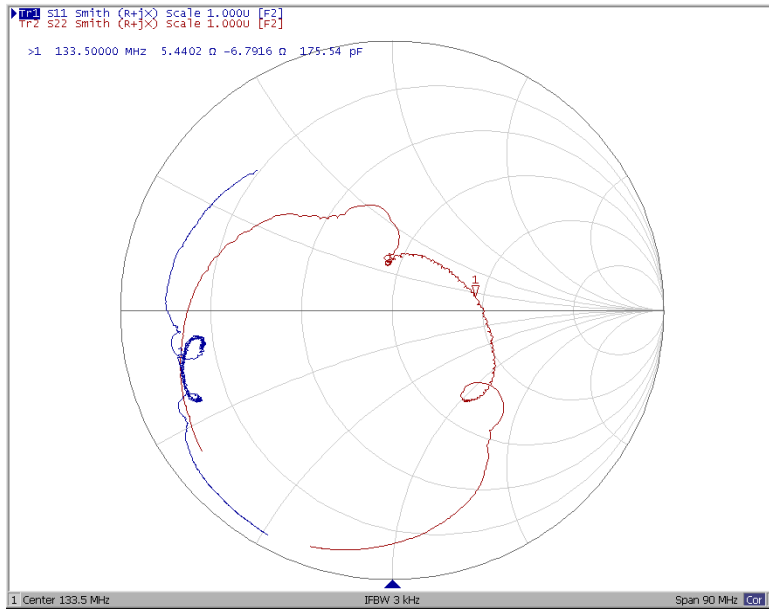 Tr1 S11 Smith (R+jX) Scale 1.000U [F2]
Tr2 S22 Smith (R+jX) Scale 1.000U [F2]
>1 133.50000 MHz 5.4402 Ω -6.7916 Ω 175.54 pF
1
1
1 Center 133.5 MHz IFBW 3 kHz Span 90 MHz Cor